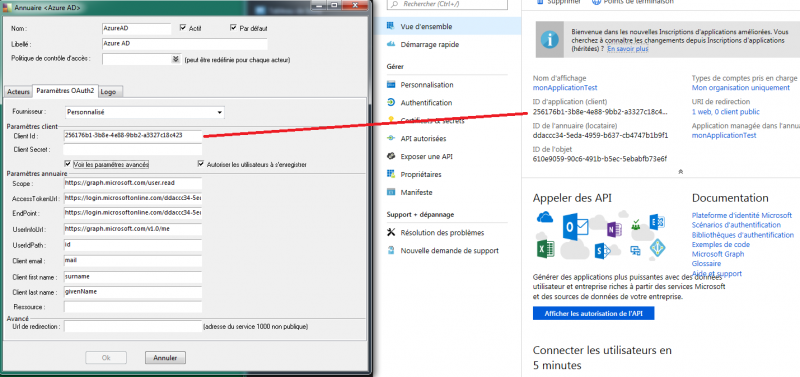 Annuaire <Azure AD>
Nom :
AzureAD
Actif
Par défaut
Libellé :
Azure AD
Politique de contrôle d'accès :
(peut être redéfinie pour chaque acteur)
Acteurs
Paramètres OAuth2
Logo
Fournisseur :
Personnalisé
Paramètres client
Client Id :
256176b1-3b8e-4e88-9bb2-a3327c18c423
Client Secret :
Voir les paramètres avancés
Autoriser les utilisateurs à s'enregistrer
Paramètres annuaire
Scope :
https://graph.microsoft.com/user.read
AccessTokenUrl :
https://login.microsoftonline.com/ddaccc34-5eda
EndPoint :
https://login.microsoftonline.com/ddaccc34-5eda
UserInfoUrl :
https://graph.microsoft.com/v1.0/me
UserIdPath :
id
Client email :
mail
Client first name :
surname
Client last name :
givenName
Ressource :
Avancé
Url de redirection :
(adresse du service 1000 non publique)
Ok
Annuler
Rechercher (Ctrl+/)
Vue d'ensemble
Démarrage rapide
Gérer
Personnalisation
Authentification
Certificats & secrets
API autorisées
Exposer une API
Propriétaires
Manifeste
Support + dépannage
Résolution des problèmes
Nouvelle demande de support
Supprimer
Points de terminaison
Bienvenue dans les nouvelles Inscriptions d'applications améliorées. Vous
cherchez à connaître les changements depuis Inscriptions d'applications
(héritées) ? En savoir plus
Nom d'affichage
monApplicationTest
ID d'application (client)
256176b1-3b8e-4e88-9bb2-a3327c18c4...
ID de l'annuaire (locataire)
ddaccc34-5eda-4959-b637-cb4747b1b9f1
ID de l'objet
610e9059-90c6-491b-b5ec-5ebabfb73e6f
Types de comptes pris en charge
Mon organisation uniquement
URI de redirection
1 web, 0 client public
Application managée dans l'annu
monApplicationTest
Appeler des API
Générer des applications plus puissantes avec des données
utilisateur et entreprise riches à partir des services Microsoft
et des sources de données de votre entreprise.
Afficher les autorisation de l'API
Documentation
Plateforme d'identité Microsoft
Scénarios d'authentification
Bibliothèques d'authentification
Exemples de code
Microsoft Graph
Glossaire
Aide et support
Connecter les utilisateurs en
5 minutes